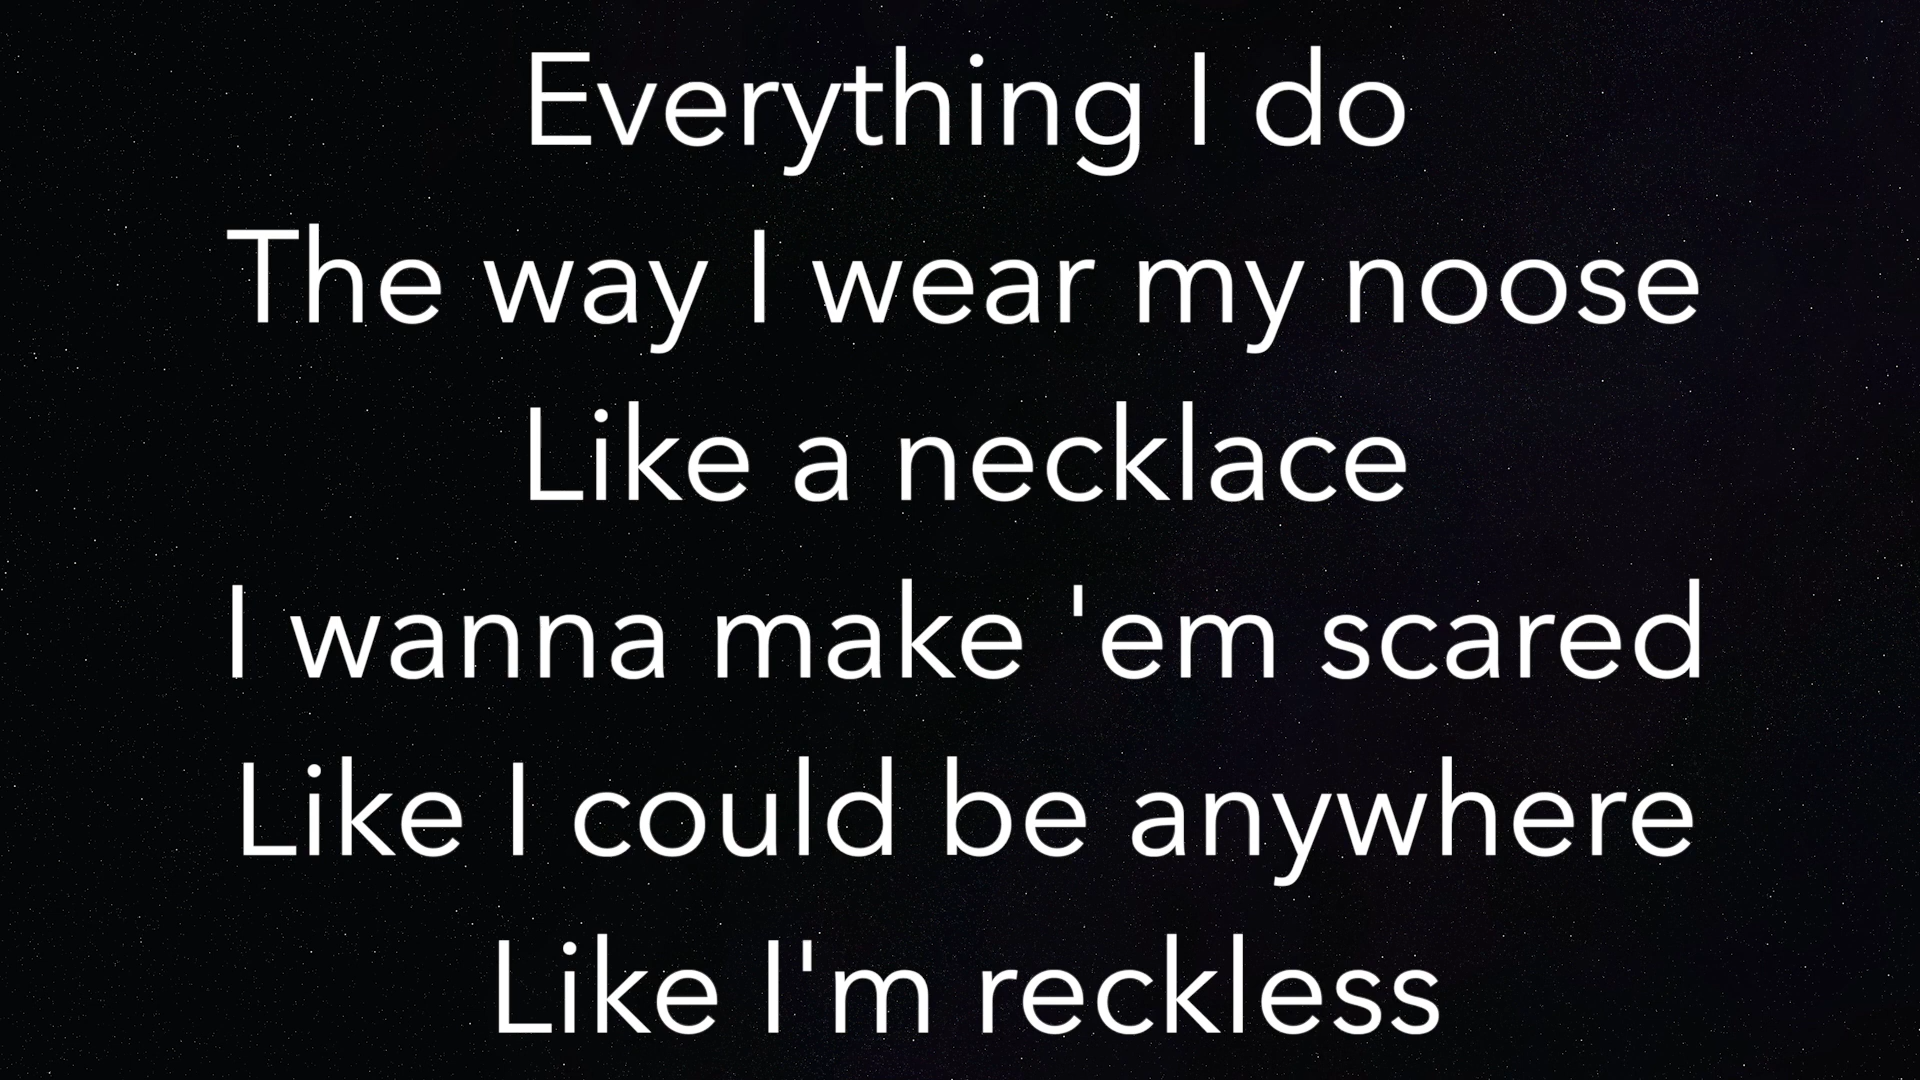 Everything I do
The way I wear my noose
Like a necklace
I wanna make 'em scared
Like I could be anywhere
Like I'm reckless